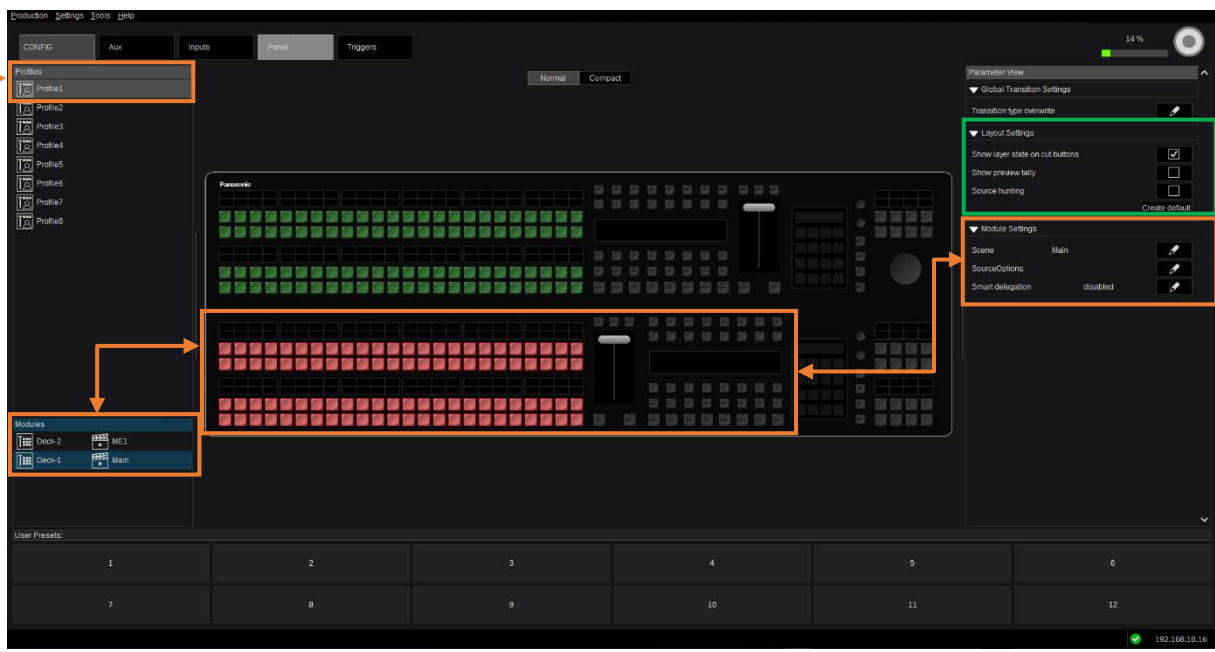 Production Settings Tools Help
CONFIG Aux Inputs Panel Triggers
14 %
Profiles
Profile1
Profile2
Profile3
Profile4
Profile5
Profile6
Profile7
Profile8
Normal Compact
Panasonic
Parameter View
Global Transition Settings
Transition type overwrite
Layout Settings
Show layer state on cut buttons
Show preview tally
Source hunting
Create default
Module Settings
Scene Main
SourceOptions
Smart delegation disabled
Modules
Deck-2 ME1
Deck-1 Main
User Presets:
1 2 3 4 5 6
7 8 9 10 11 12
192.168.10.16